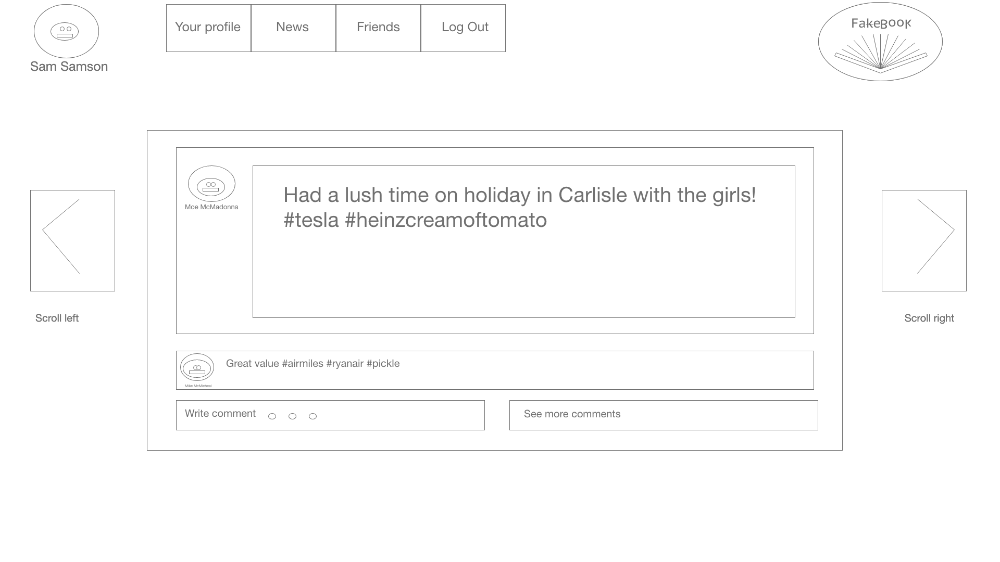 Your profile
News
Friends
Log Out
FakeBooK
Sam Samson
Had a lush time on holiday in Carlisle with the girls!
#tesla #heinzcreamoftomato
Moe McMadonna
Scroll left
Scroll right
Great value #airmiles #ryanair #pickle
Mike McMicheal
Write comment
See more comments